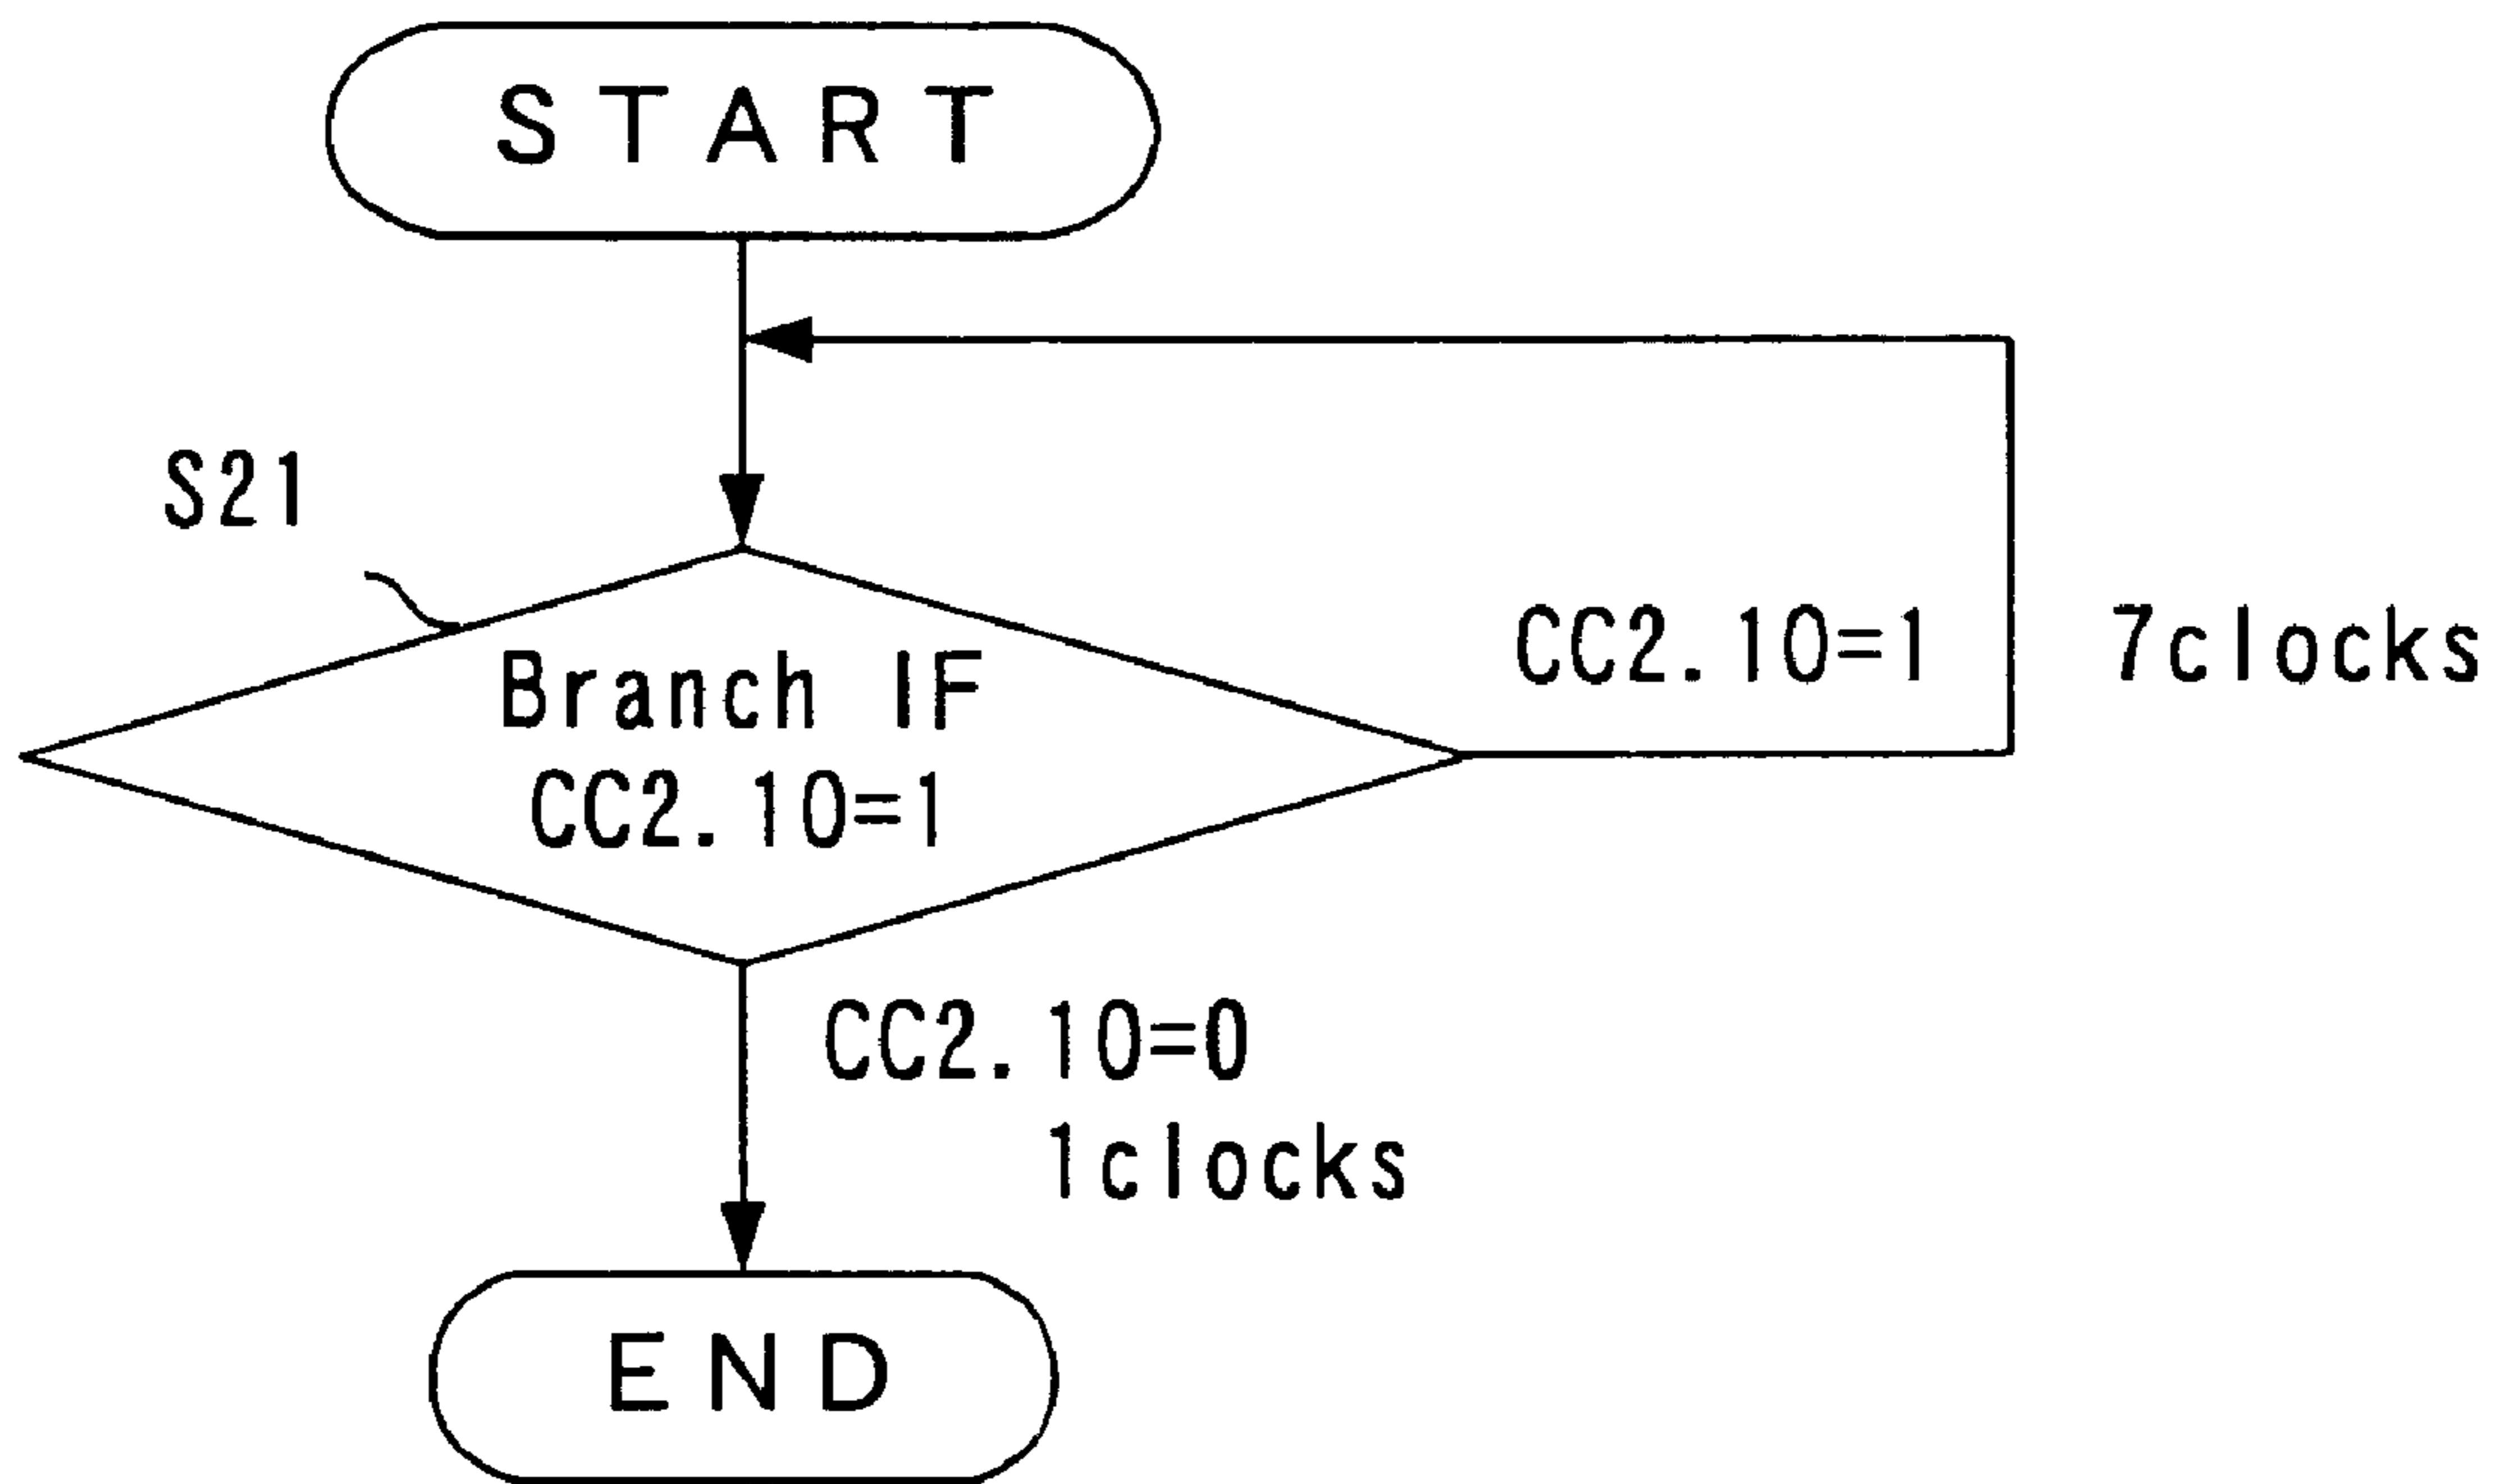 START
S21
Branch IF
CC2.10=1
CC2.10=1 7clocks
CC2.10=0
1clocks
END